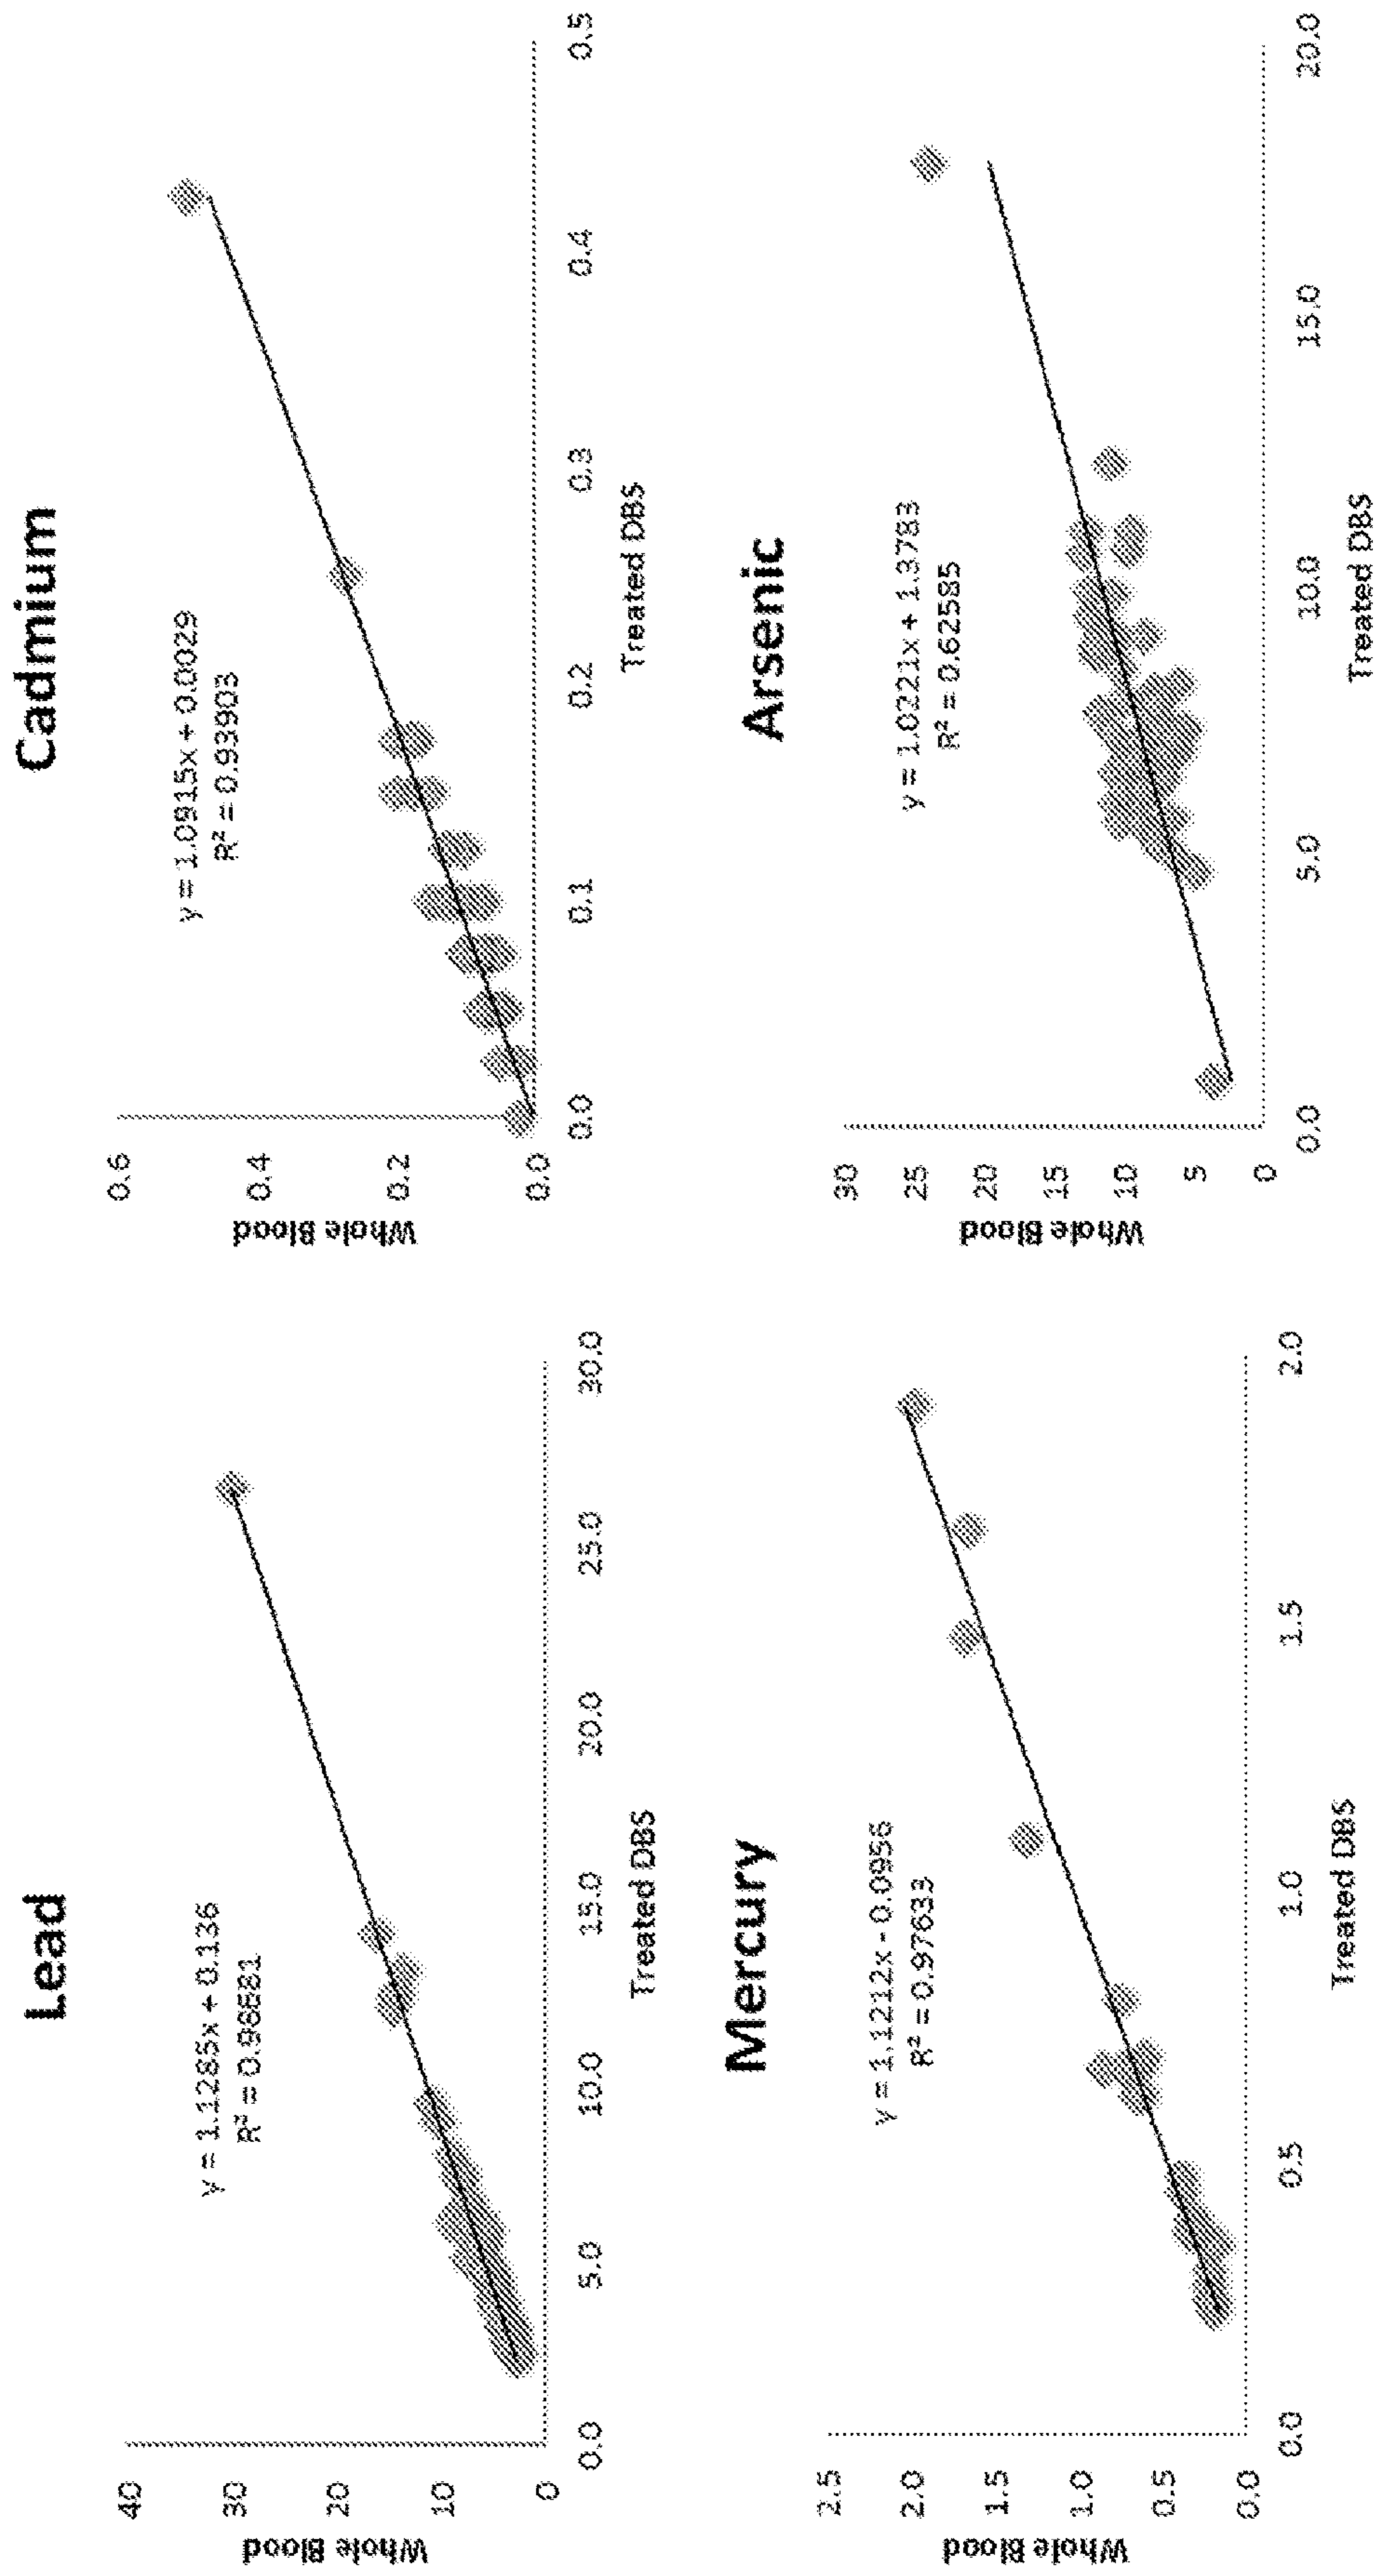 Lead
y = 1.1285x + 0.136
R² = 0.98881
Whole Blood
40
30
20
10
0
0.0 5.0 10.0 15.0 20.0 25.0 30.0
Treated DBS
Cadmium
y = 1.0915x + 0.0029
R² = 0.93903
Whole Blood
0.6
0.4
0.2
0.0
0.0 0.1 0.2 0.3 0.4 0.5
Treated DBS
Mercury
y = 1.1212x - 0.0956
R² = 0.97633
Whole Blood
2.5
2.0
1.5
1.0
0.5
0.0
0.0 0.5 1.0 1.5 2.0
Treated DBS
Arsenic
y = 1.0221x + 1.3783
R² = 0.62585
Whole Blood
30
25
20
15
10
5
0
0.0 5.0 10.0 15.0 20.0
Treated DBS